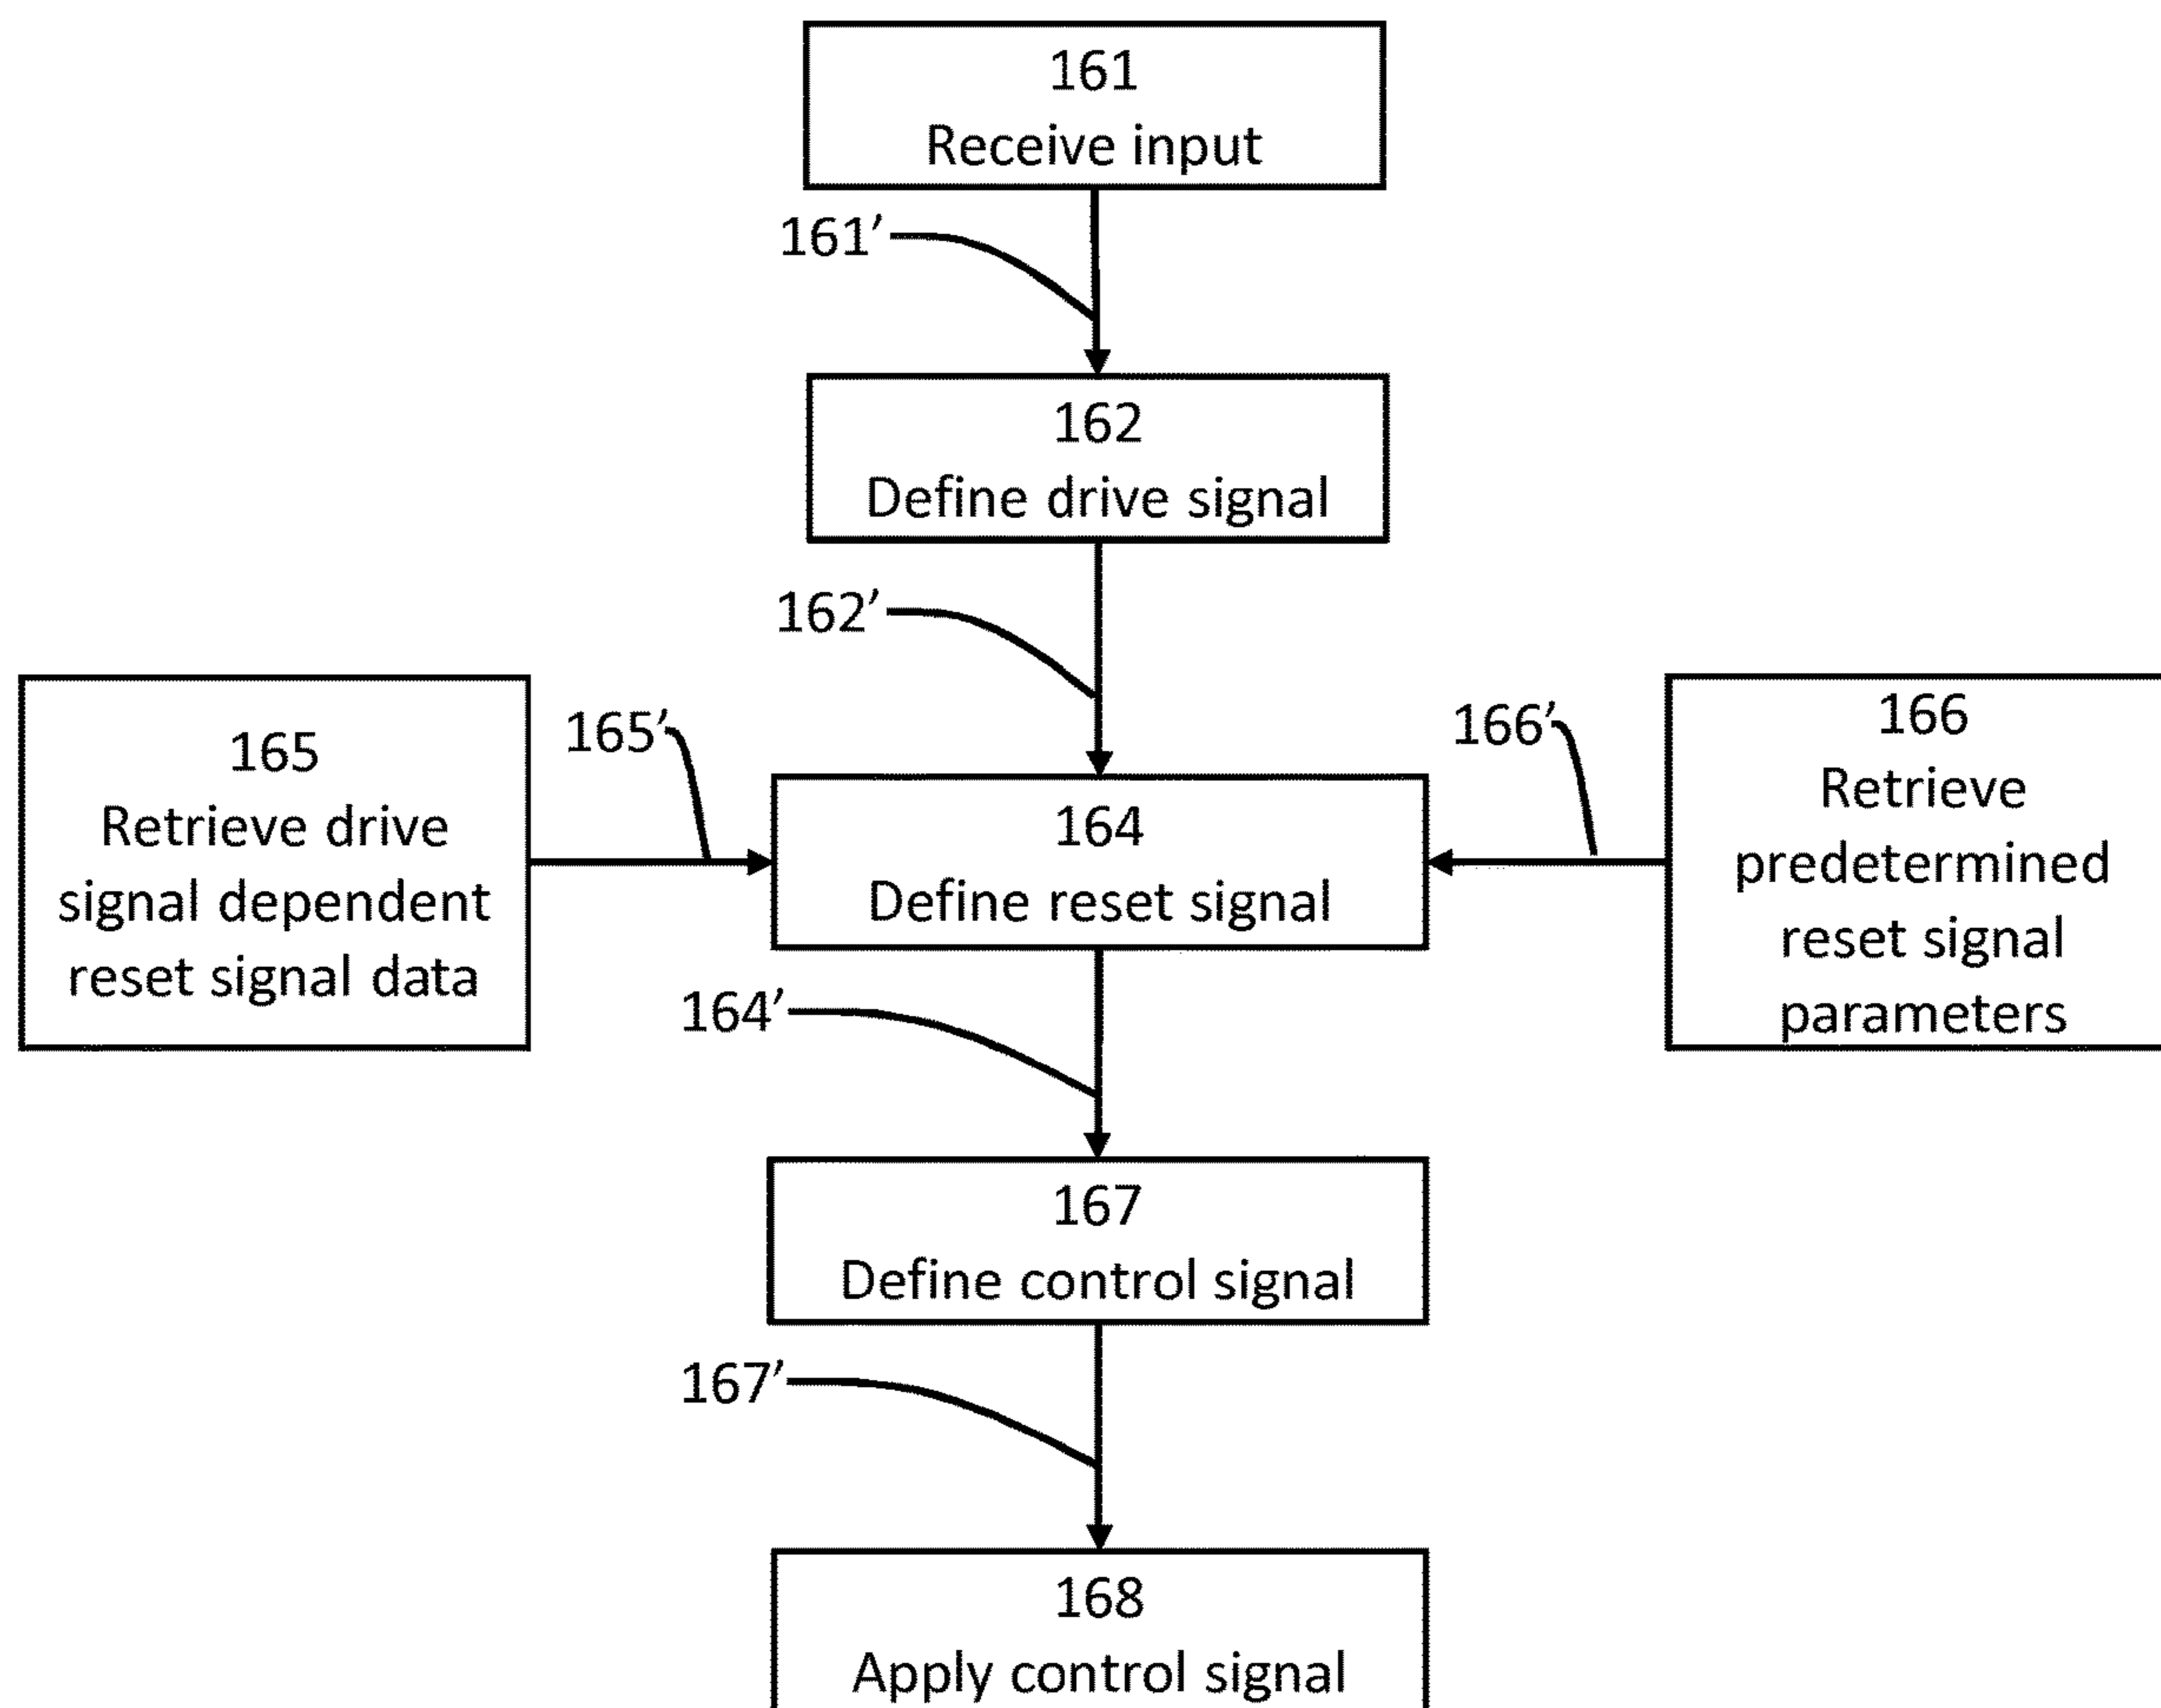 161
Receive input
161’
162
Define drive signal
162’
165
Retrieve drive
signal dependent
reset signal data
165’
164
Define reset signal
166’
166
Retrieve
predetermined
reset signal
parameters
164’
167
Define control signal
167’
168
Apply control signal